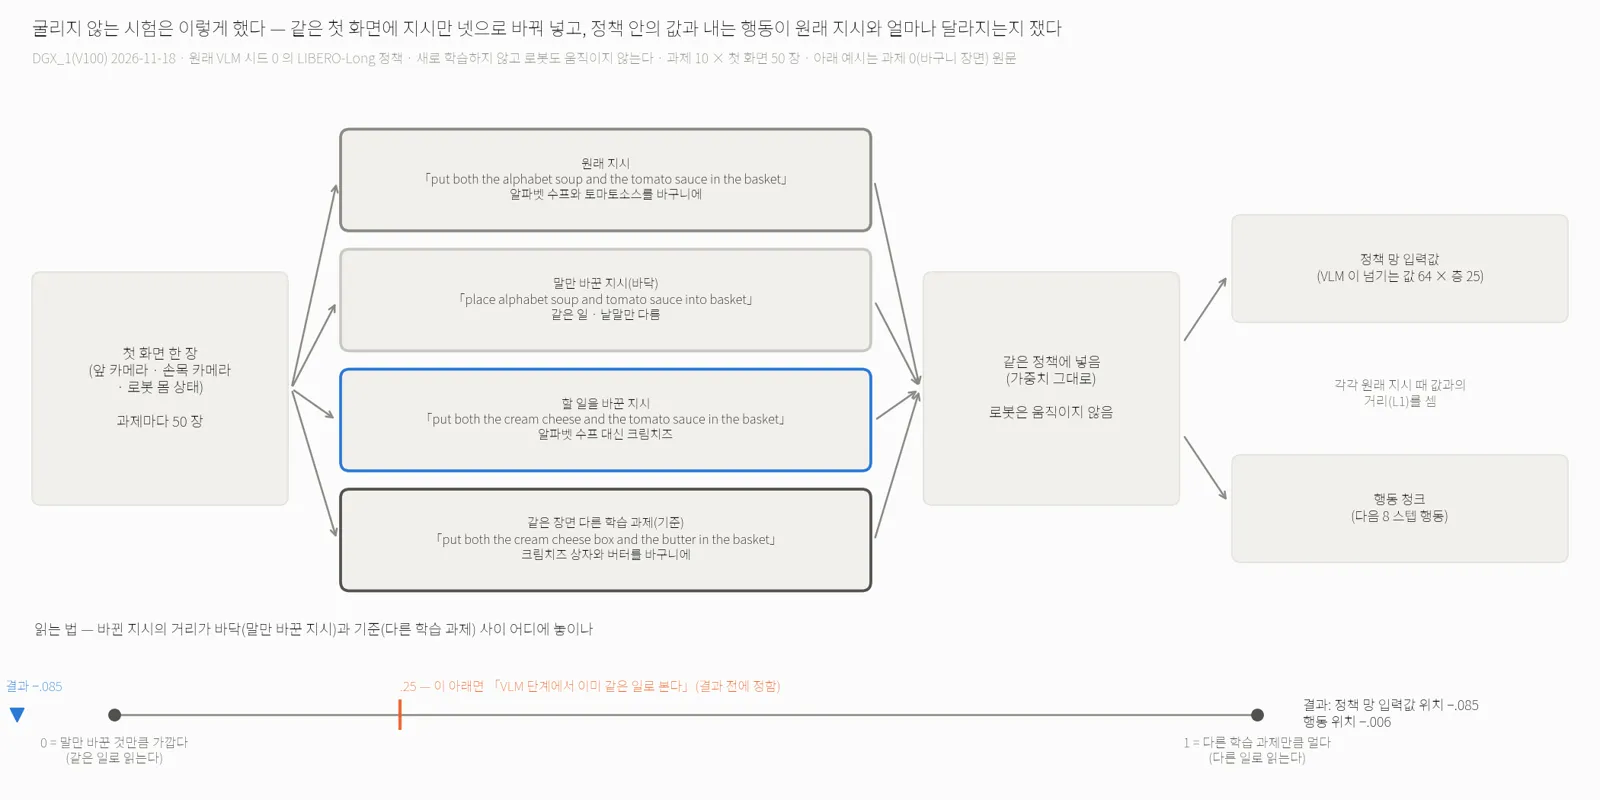 굴리지 않는 시험은 이렇게 했다 — 같은 첫 화면에 지시만 넷으로 바꿔 넣고, 정책 안의 값과 내는 행동이 원래 지시와 얼마나 달라지는지 쟀다
DGX_1(V100) 2026-11-18 · 원래 VLM 시드 0 의 LIBERO-Long 정책 · 새로 학습하지 않고 로봇도 움직이지 않는다 · 과제 10 × 첫 화면 50 장 · 아래 예시는 과제 0(바구니 장면) 원문
첫 화면 한 장
(앞 카메라 · 손목 카메라
· 로봇 몸 상태)
과제마다 50 장
원래 지시
「put both the alphabet soup and the tomato sauce in the basket」
알파벳 수프와 토마토소스를 바구니에
말만 바꾼 지시(바닥)
「place alphabet soup and tomato sauce into basket」
같은 일 · 낱말만 다름
할 일을 바꾼 지시
「put both the cream cheese and the tomato sauce in the basket」
알파벳 수프 대신 크림치즈
같은 장면 다른 학습 과제(기준)
「put both the cream cheese box and the butter in the basket」
크림치즈 상자와 버터를 바구니에
같은 정책에 넣음
(가중치 그대로)
로봇은 움직이지 않음
정책 망 입력값
(VLM 이 넘기는 값 64 × 층 25)
각각 원래 지시 때 값과의
거리(L1)를 셈
행동 청크
(다음 8 스텝 행동)
읽는 법 — 바뀐 지시의 거리가 바닥(말만 바꾼 지시)과 기준(다른 학습 과제) 사이 어디에 놓이나
결과 −.085
.25 — 이 아래면 「VLM 단계에서 이미 같은 일로 본다」(결과 전에 정함)
결과: 정책 망 입력값 위치 −.085
행동 위치 −.006
0 = 말만 바꾼 것만큼 가깝다
(같은 일로 읽는다)
1 = 다른 학습 과제만큼 멀다
(다른 일로 읽는다)